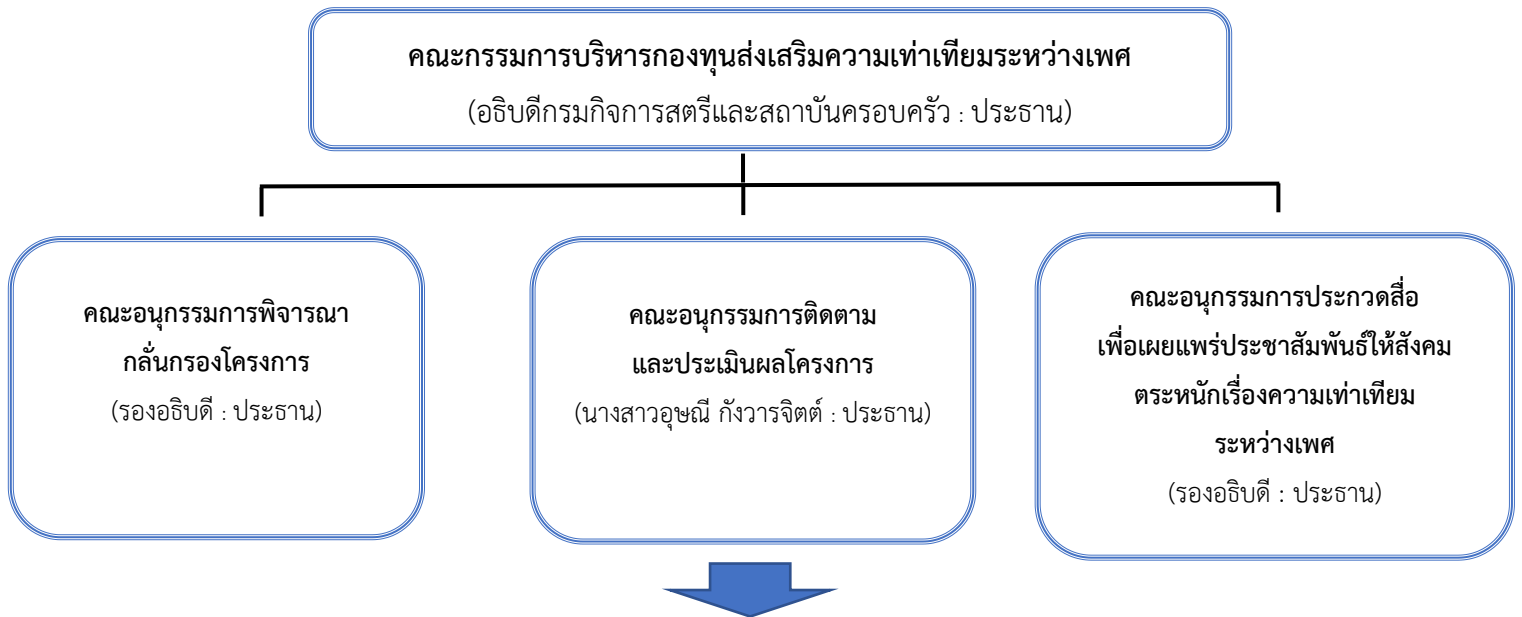 คณะกรรมการบริหารกองทุนส่งเสริมความเท่าเทียมระหว่างเพศ
(อธิบดีกรมกิจการสตรีและสถาบันครอบครัว : ประธาน)
คณะอนุกรรมการพิจารณา
กลั่นกรองโครงการ
(รองอธิบดี : ประธาน)
คณะอนุกรรมการติดตาม
และประเมินผลโครงการ
(นางสาวอุษณี กังวารจิตต์ : ประธาน)
คณะอนุกรรมการประกวดสื่อ
เพื่อเผยแพร่ประชาสัมพันธ์ให้สังคม
ตระหนักเรื่องความเท่าเทียม
ระหว่างเพศ
(รองอธิบดี : ประธาน)